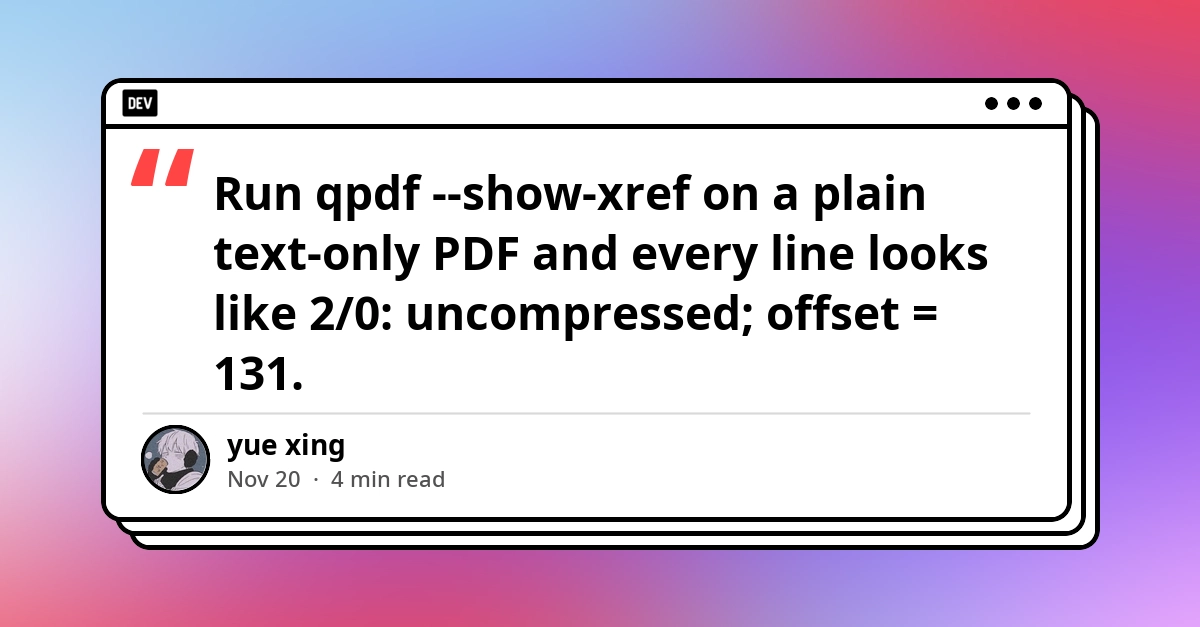 DEV
“ Run qpdf --show-xref on a plain
text-only PDF and every line looks
like 2/0: uncompressed; offset =
131.
yue xing
Nov 20 · 4 min read